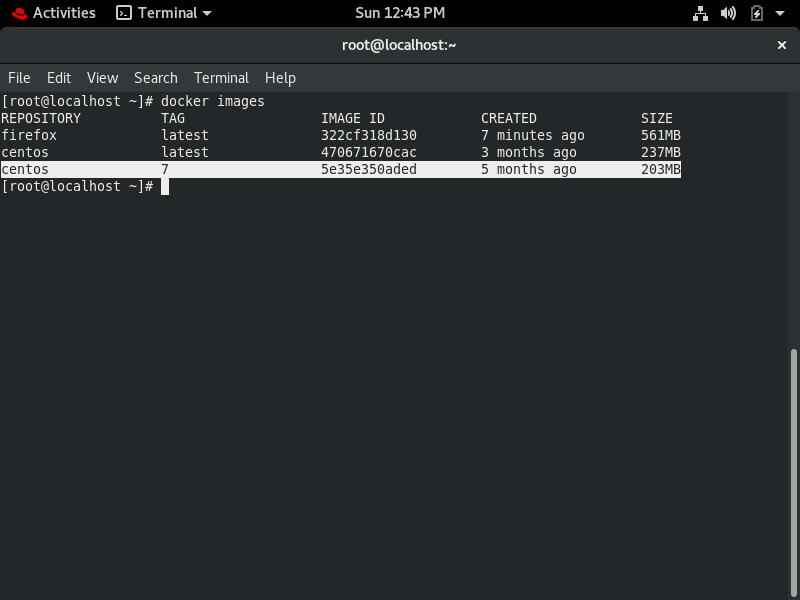 Activities Terminal Sun 12:43 PM
root@localhost:~
File Edit View Search Terminal Help
[root@localhost ~]# docker images
REPOSITORY TAG IMAGE ID CREATED SIZE
firefox latest 322cf318d130 7 minutes ago 561MB
centos latest 470671670cac 3 months ago 237MB
centos 7 5e35e350aded 5 months ago 203MB
[root@localhost ~]#